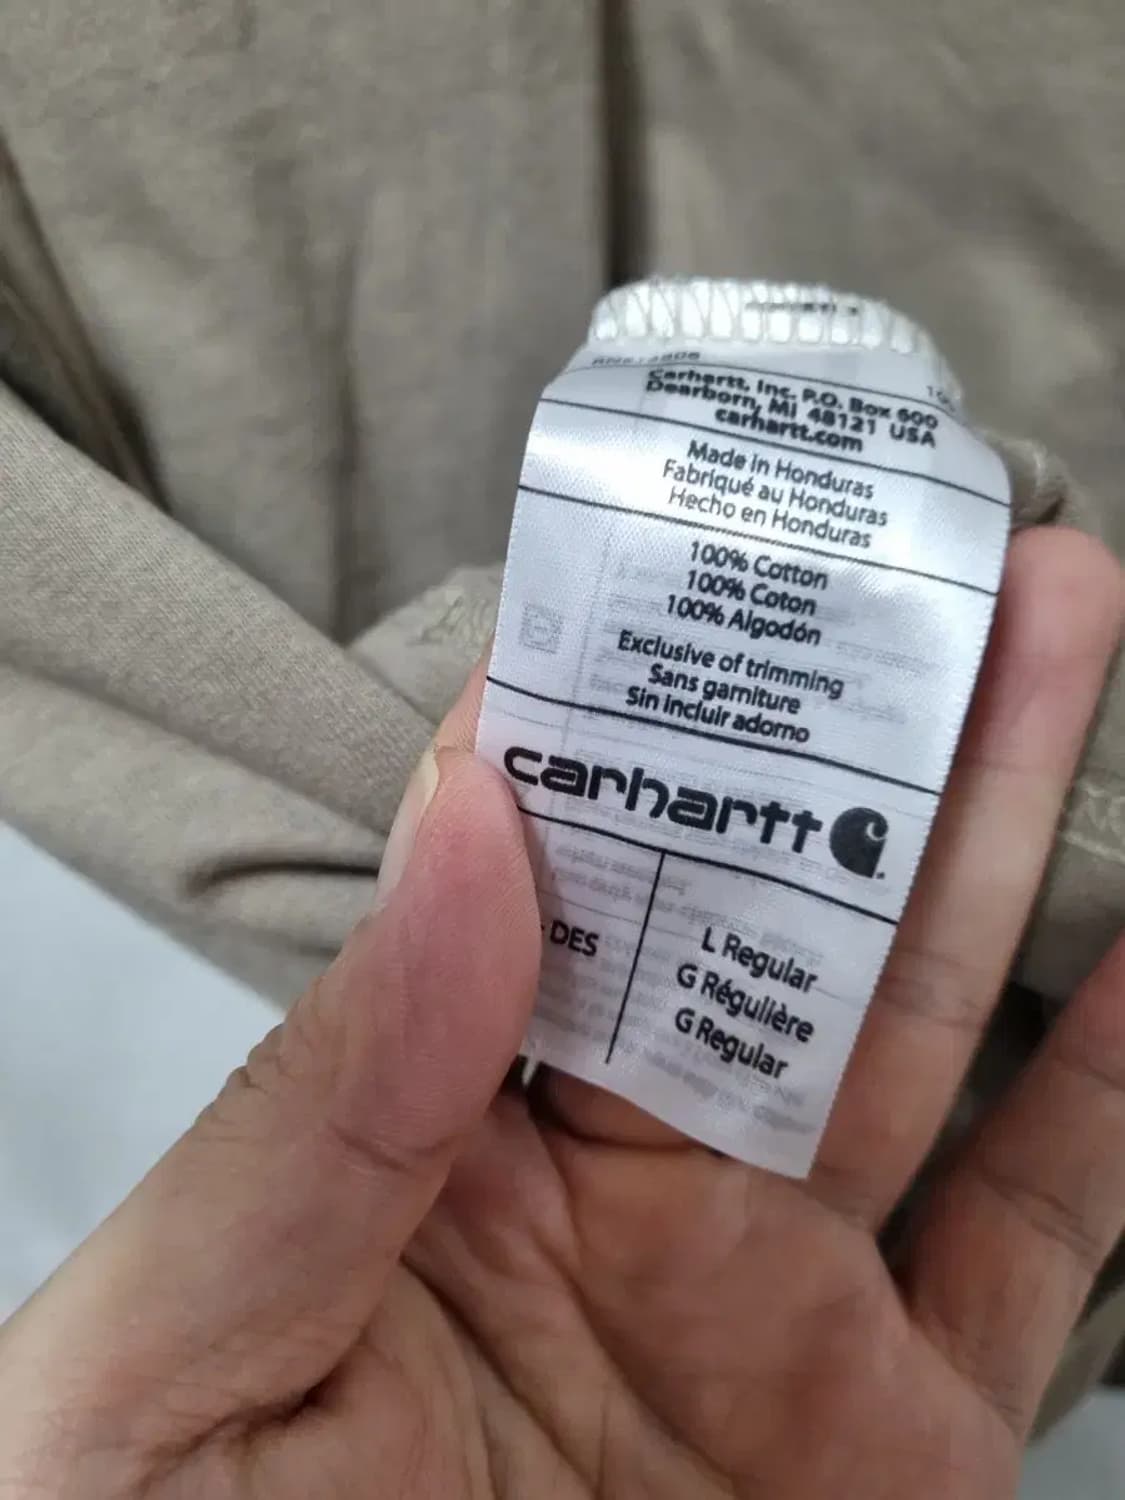 Carhartt, Inc. P.O. Box 600
Dearborn, MI 48121 USA
carhartt.com
Made in Honduras
Fabriqué au Honduras
Hecho en Honduras
100% Cotton
100% Coton
100% Algodón
Exclusive of trimming
Sans garniture
Sin incluir adorno
carhartt
DES
L Regular
G Régulière
G Regular